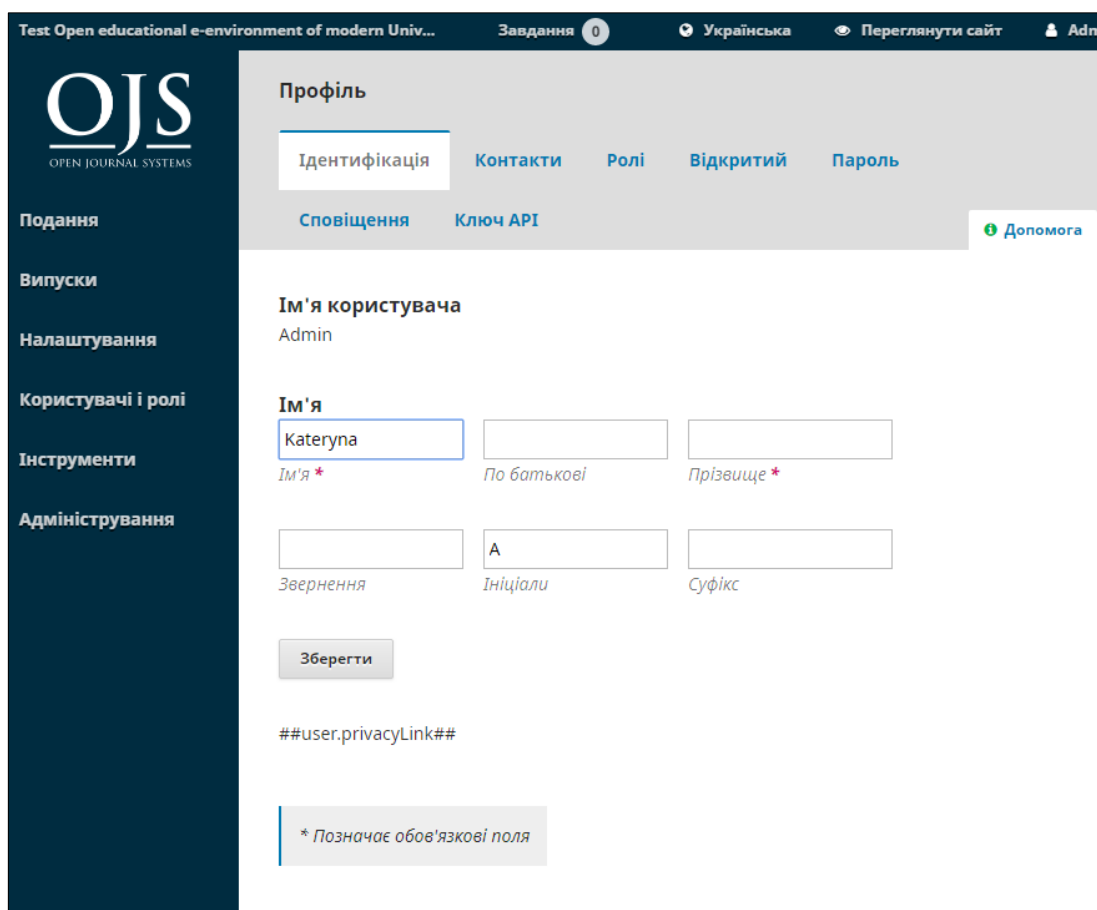 Test Open educational e-environment of modern Univ... Завдання 0 Українська Переглянути сайт Adm
OJS
OPEN JOURNAL SYSTEMS
Подання
Випуски
Налаштування
Користувачі і ролі
Інструменти
Адміністрування
Профіль
Ідентифікація Контакти Ролі Відкритий Пароль
Сповіщення Ключ API
Допомога
Ім'я користувача
Admin
Ім'я
Kateryna
Ім'я * По батькові Прізвище *
A
Звернення Ініціали Суфікс
Зберегти
##user.privacyLink##
* Позначає обов'язкові поля